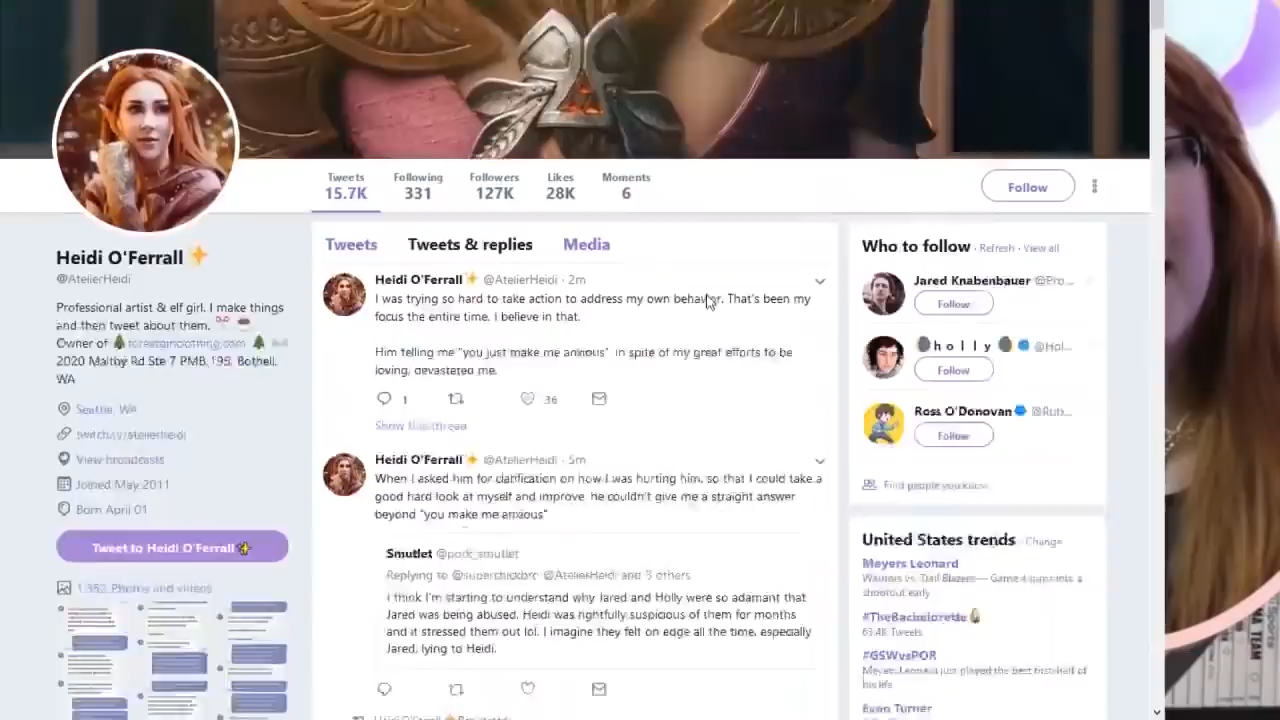 Tweets
15.7K
Following
331
Followers
127K
Likes
28K
Moments
6
Follow
Heidi O'Ferrall
@AtelierHeidi
Professional artist & elf girl. I make things
and then tweet about them.
Owner of
2020 Maltby Rd Ste 7 PMB, 195, Bothell,
WA
Seattle, WA
twitch.tv/atelierheidi
View broadcasts
Joined May 2011
Born April 01
Tweet to Heidi O'Ferrall
1,352 Photos and videos
Tweets
Tweets & replies
Media
Heidi O'Ferrall @AtelierHeidi · 2m
I was trying so hard to take action to address my own behavior. That's been my
focus the entire time. I believe in that.
Him telling me "you just make me anxious" in spite of my great efforts to be
loving, devastated me.
1
36
Show this thread
Heidi O'Ferrall @AtelierHeidi · 5m
When I asked him for clarification on how I was hurting him, so that I could take a
good hard look at myself and improve, he couldn't give me a straight answer
beyond "you make me anxious"
Smutlet @pork_smutlet
Replying to @superchickbrc @AtelierHeidi and 3 others
I think I'm starting to understand why Jared and Holly were so adamant that
Jared was being abused. Heidi was rightfully suspicious of them for months
and it stressed them out lol. I imagine they felt on edge all the time, especially
Jared, lying to Heidi.
Who to follow · Refresh · View all
Jared Knabenbauer @Pro...
Follow
holly @Hol...
Follow
Ross O'Donovan @Rub...
Follow
Find people you know
United States trends · Change
Meyers Leonard
Warriors vs. Trail Blazers— Game 4
shootout early
#TheBachelorette
63.4K Tweets
#GSWvsPOR
Meyers Leonard just played the best first half of
his life
Evan Turner